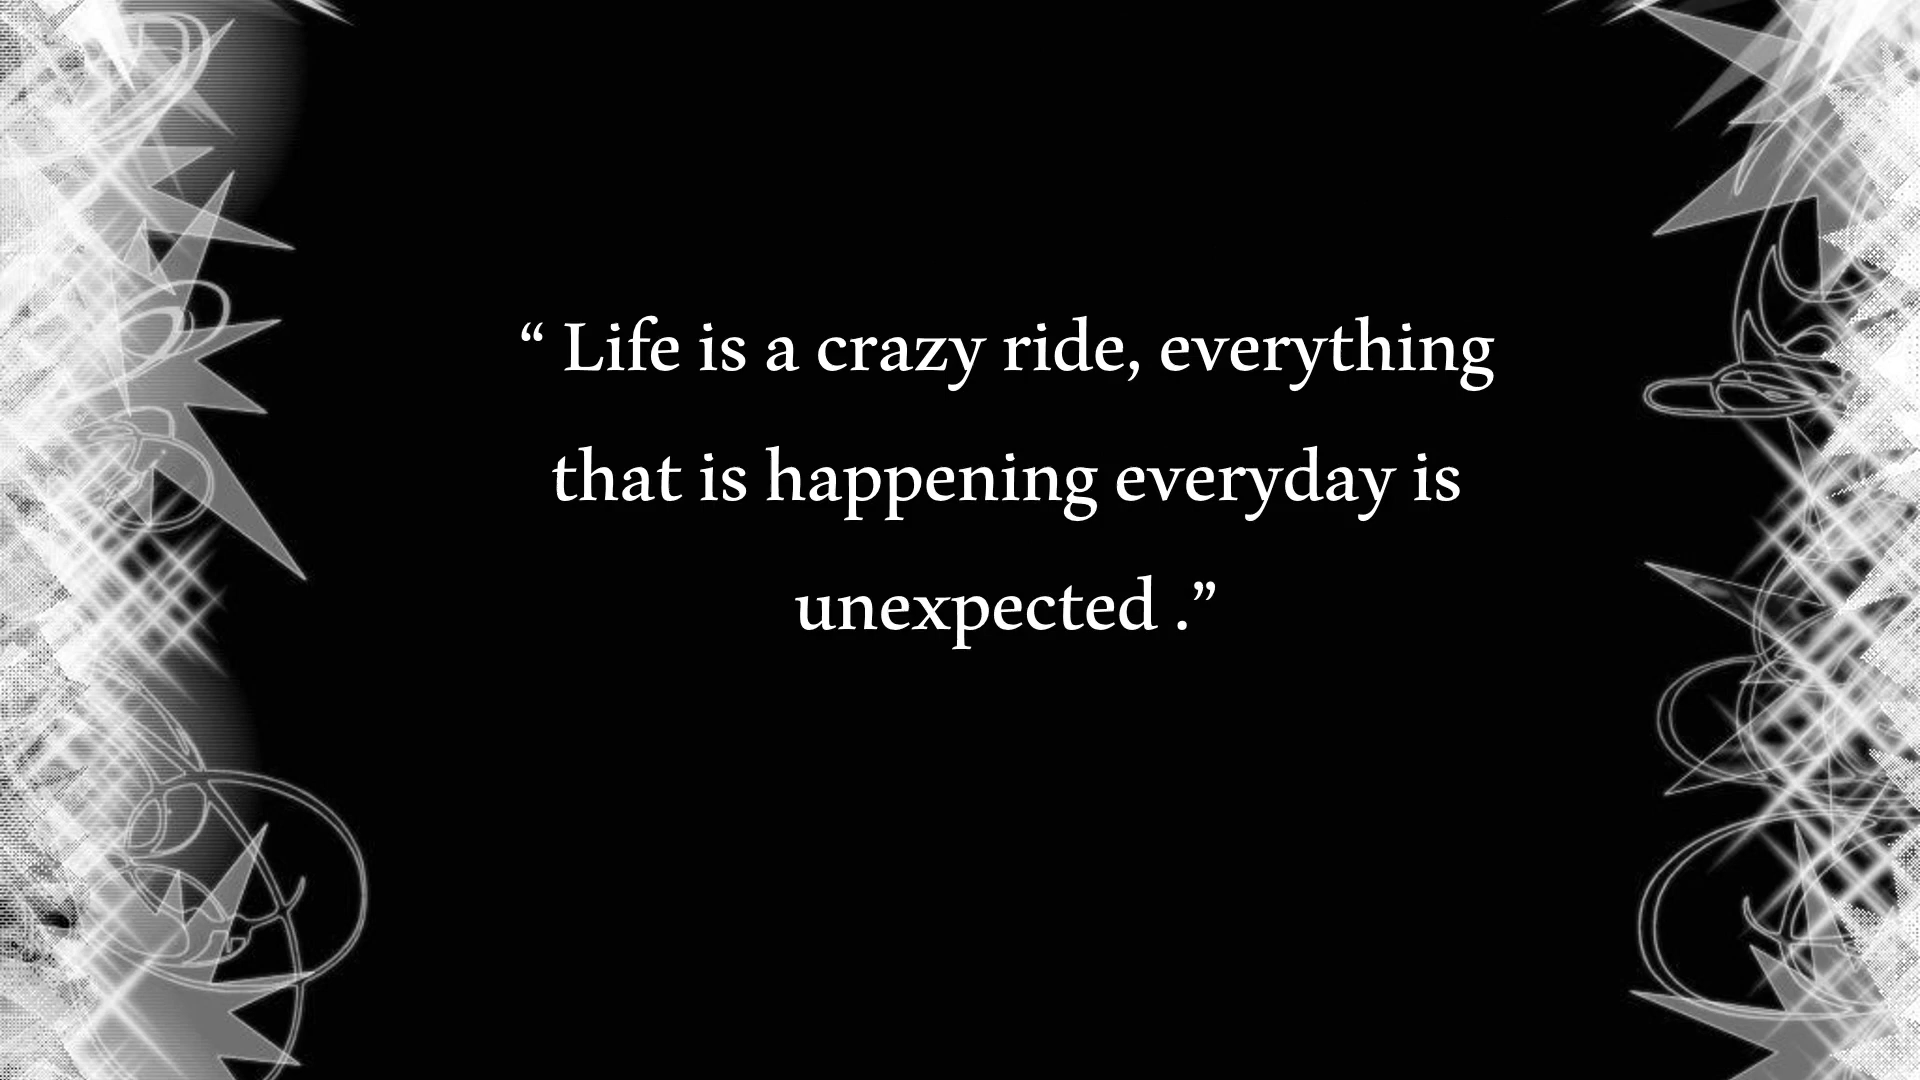 “ Life is a crazy ride, everything
that is happening everyday is
unexpected .”